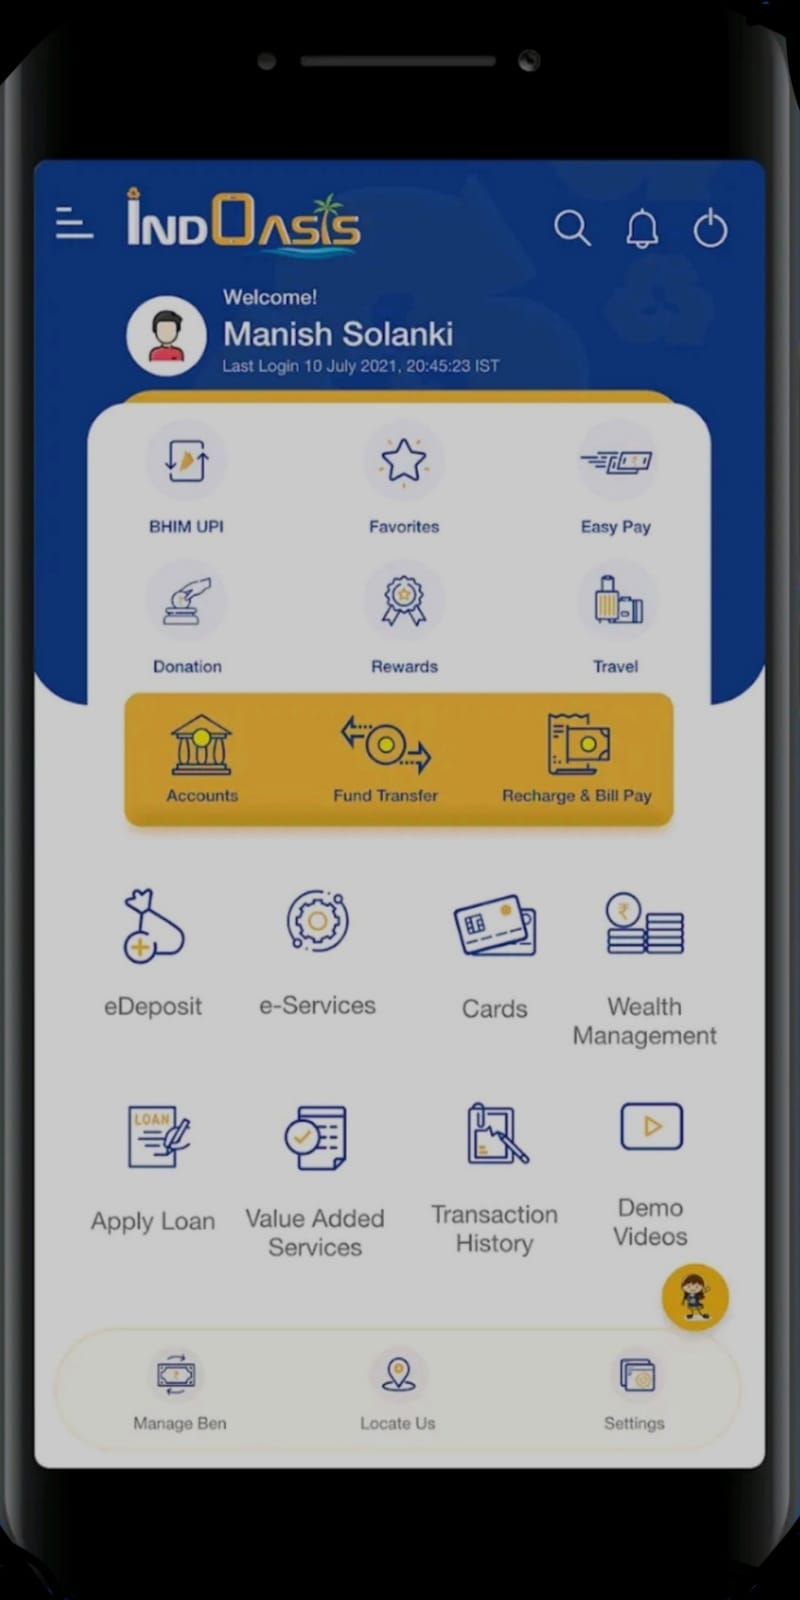 INDOASIS
Welcome!
Manish Solanki
Last Login 10 July 2021, 20:45:23 IST
BHIM UPI
Favorites
Easy Pay
Donation
Rewards
Travel
Accounts
Fund Transfer
Recharge & Bill Pay
eDeposit
e-Services
Cards
Wealth
Management
LOAN
Apply Loan
Value Added
Services
Transaction
History
Demo
Videos
Manage Ben
Locate Us
Settings